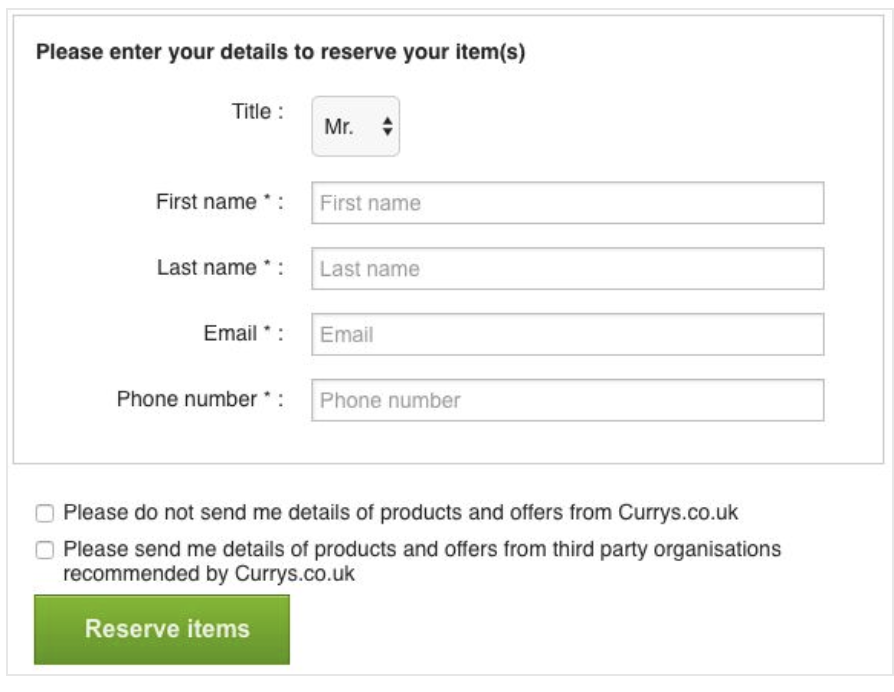 Please enter your details to reserve your item(s)
Title :
Mr.
First name * :
First name
Last name * :
Last name
Email * :
Email
Phone number * :
Phone number
Please do not send me details of products and offers from Currys.co.uk
Please send me details of products and offers from third party organisations
recommended by Currys.co.uk
Reserve items